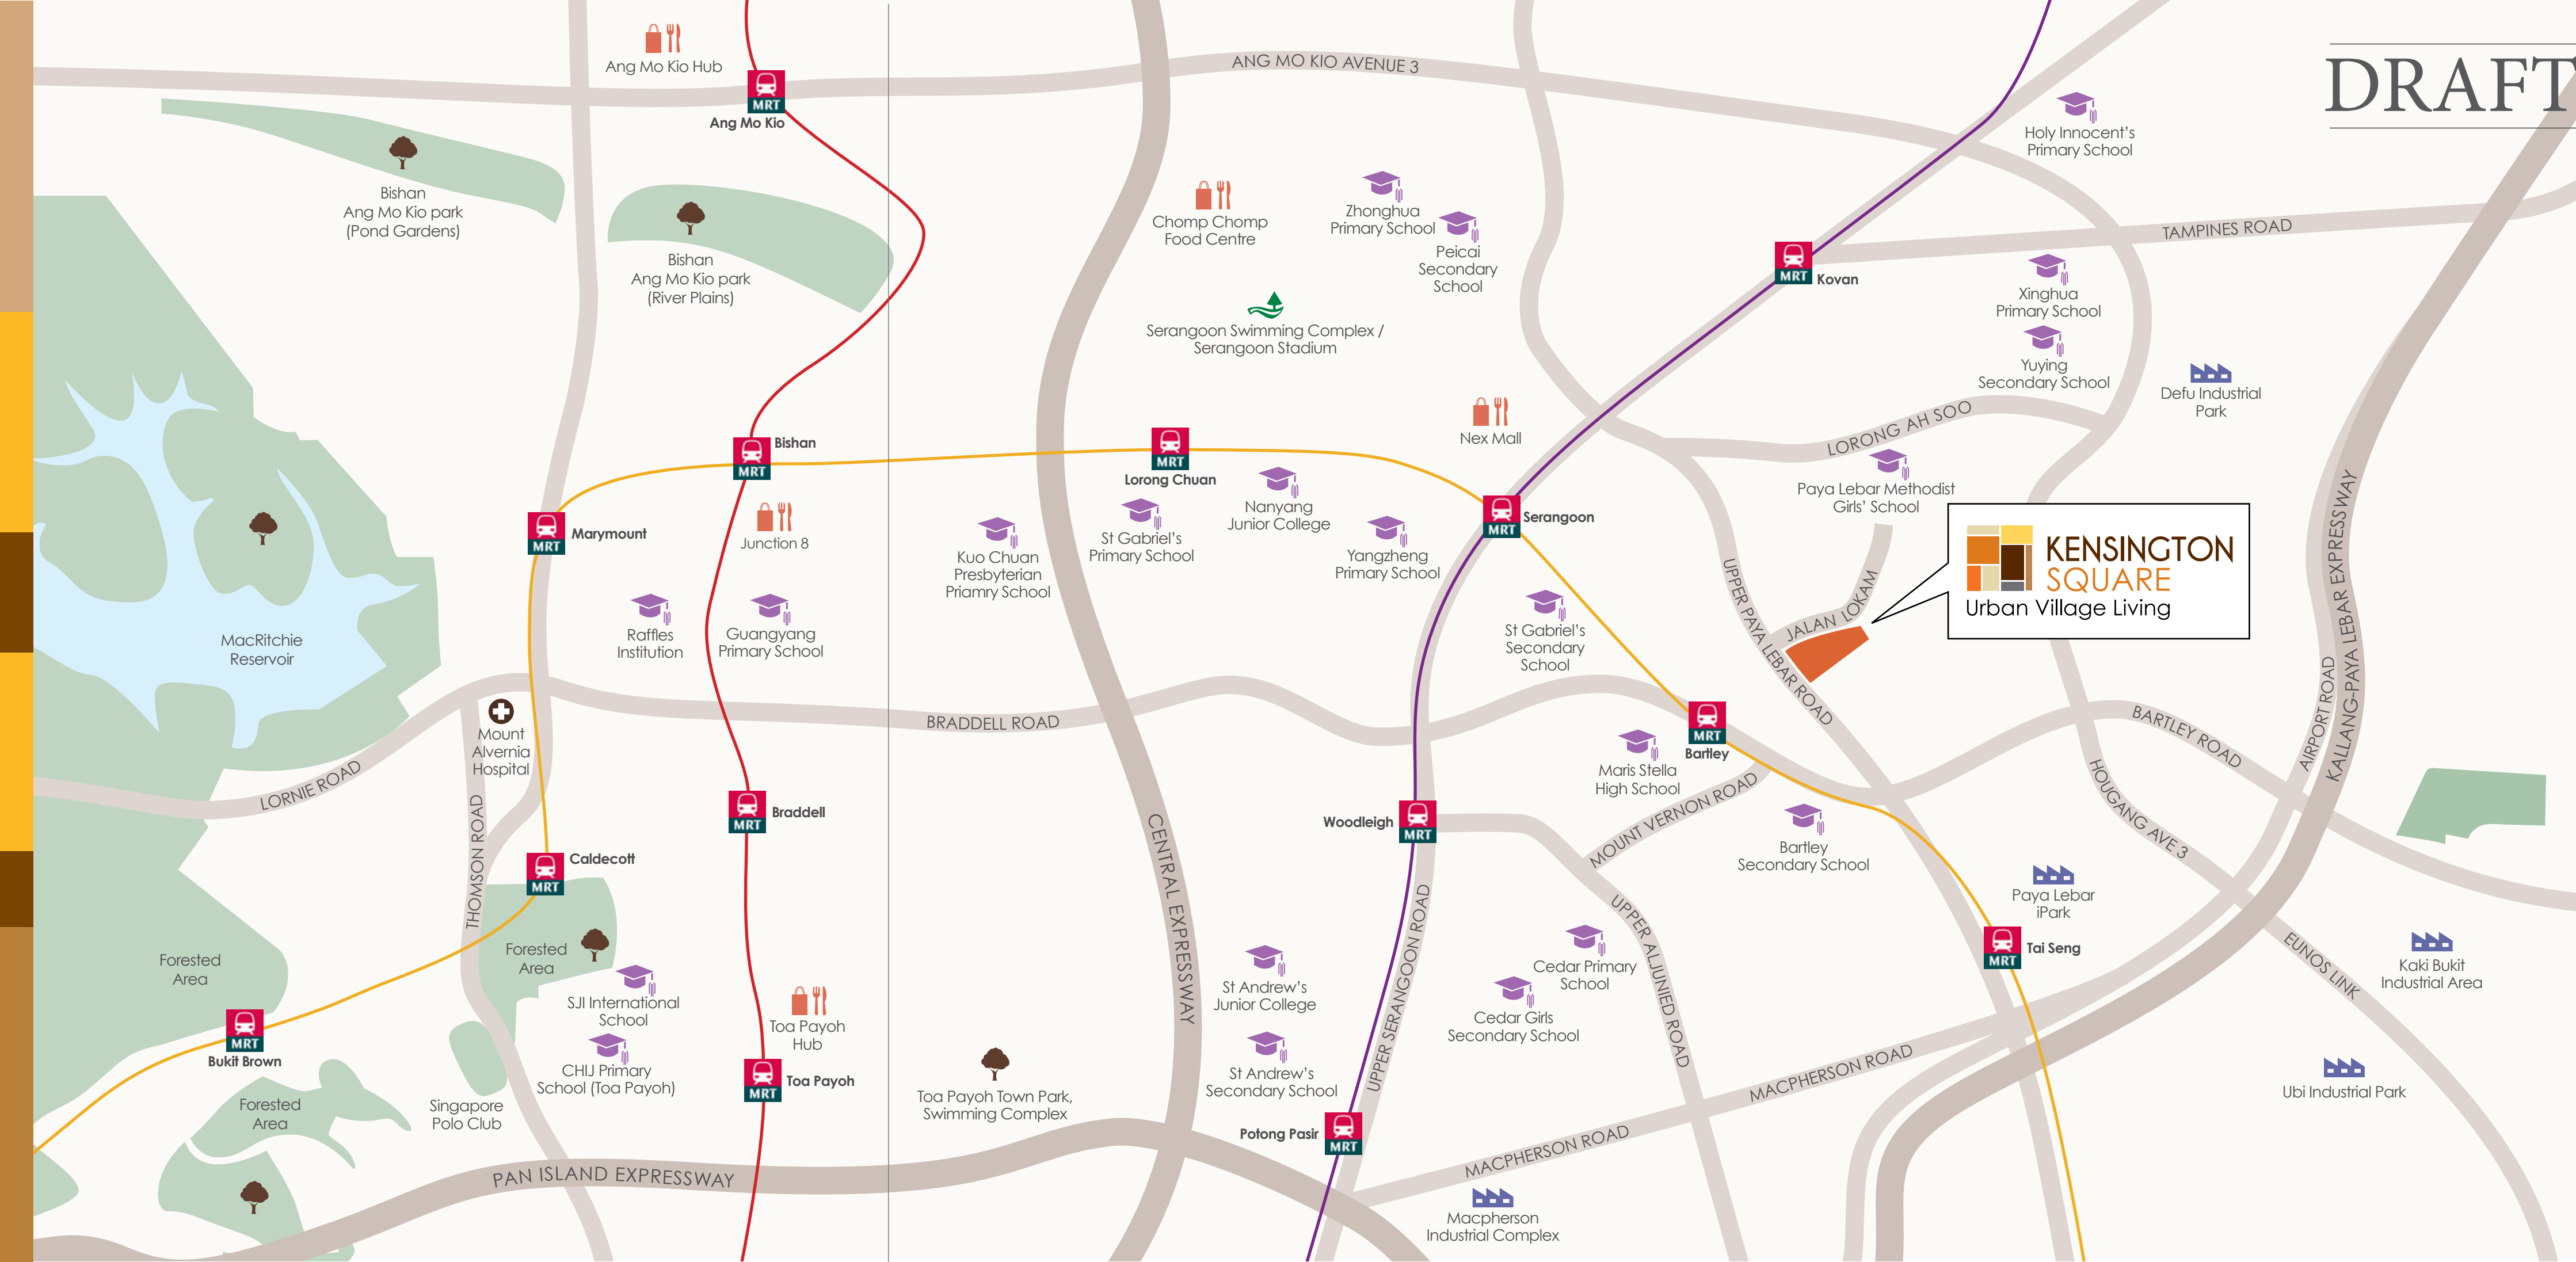 DRAFT
Ang Mo Kio Hub
MRT
Ang Mo Kio
ANG MO KIO AVENUE 3
Holy Innocent's
Primary School
Bishan
Ang Mo Kio park
(Pond Gardens)
Bishan
Ang Mo Kio park
(River Plains)
Chomp Chomp
Food Centre
Zhonghua
Primary School
Peicai
Secondary
School
TAMPINES ROAD
MRT
Kovan
Xinghua
Primary School
Serangoon Swimming Complex /
Serangoon Stadium
Yuying
Secondary School
Defu Industrial
Park
LORONG AH SOO
Nex Mall
Bishan
MRT
MRT
Lorong Chuan
Paya Lebar Methodist
Girls' School
Nanyang
Junior College
MRT
Serangoon
MRT
Marymount
Junction 8
St Gabriel's
Primary School
Kuo Chuan
Presbyterian
Priamry School
Yangzheng
Primary School
KENSINGTON
SQUARE
Urban Village Living
JALAN LOKAM
UPPER PAYA LEBAR ROAD
KALLANG-PAYA LEBAR EXPRESSWAY
AIRPORT ROAD
MacRitchie
Reservoir
Raffles
Institution
Guangyang
Primary School
St Gabriel's
Secondary
School
BRADDELL ROAD
BARTLEY ROAD
Mount
Alvernia
Hospital
LORNIE ROAD
MRT
Bartley
Maris Stella
High School
MOUNT VERNON ROAD
HOUGANG AVE 3
THOMSON ROAD
MRT
Braddell
CENTRAL EXPRESSWAY
Woodleigh
MRT
Bartley
Secondary School
Caldecott
MRT
Paya Lebar
iPark
UPPER SERANGOON ROAD
UPPER ALJUNIED ROAD
MRT
Tai Seng
EUNOS LINK
Kaki Bukit
Industrial Area
Forested
Area
Forested
Area
SJI International
School
St Andrew's
Junior College
Cedar Primary
School
Cedar Girls
Secondary School
Toa Payoh
Hub
MRT
Bukit Brown
CHIJ Primary
School (Toa Payoh)
MRT
Toa Payoh
Toa Payoh Town Park,
Swimming Complex
St Andrew's
Secondary School
MACPHERSON ROAD
Ubi Industrial Park
Forested
Area
Singapore
Polo Club
Potong Pasir
MRT
MACPHERSON ROAD
PAN ISLAND EXPRESSWAY
Macpherson
Industrial Complex